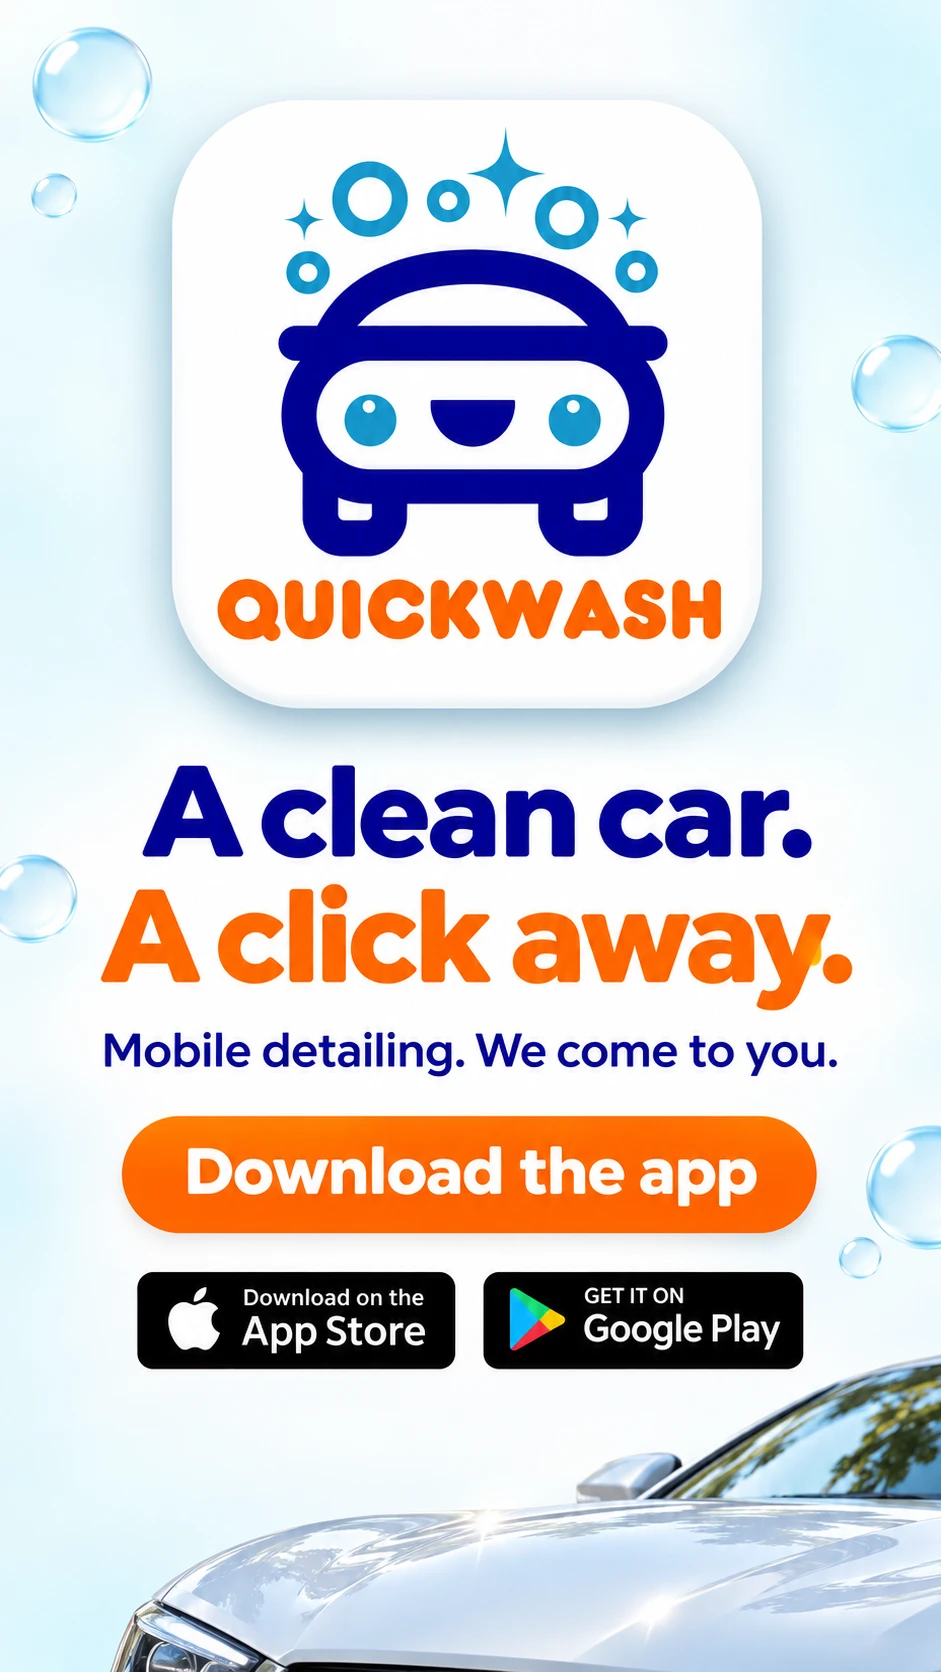 QUICKWASH
A clean car.
A click away.
Mobile detailing. We come to you.
Download the app
Download on the
App Store
GET IT ON
Google Play